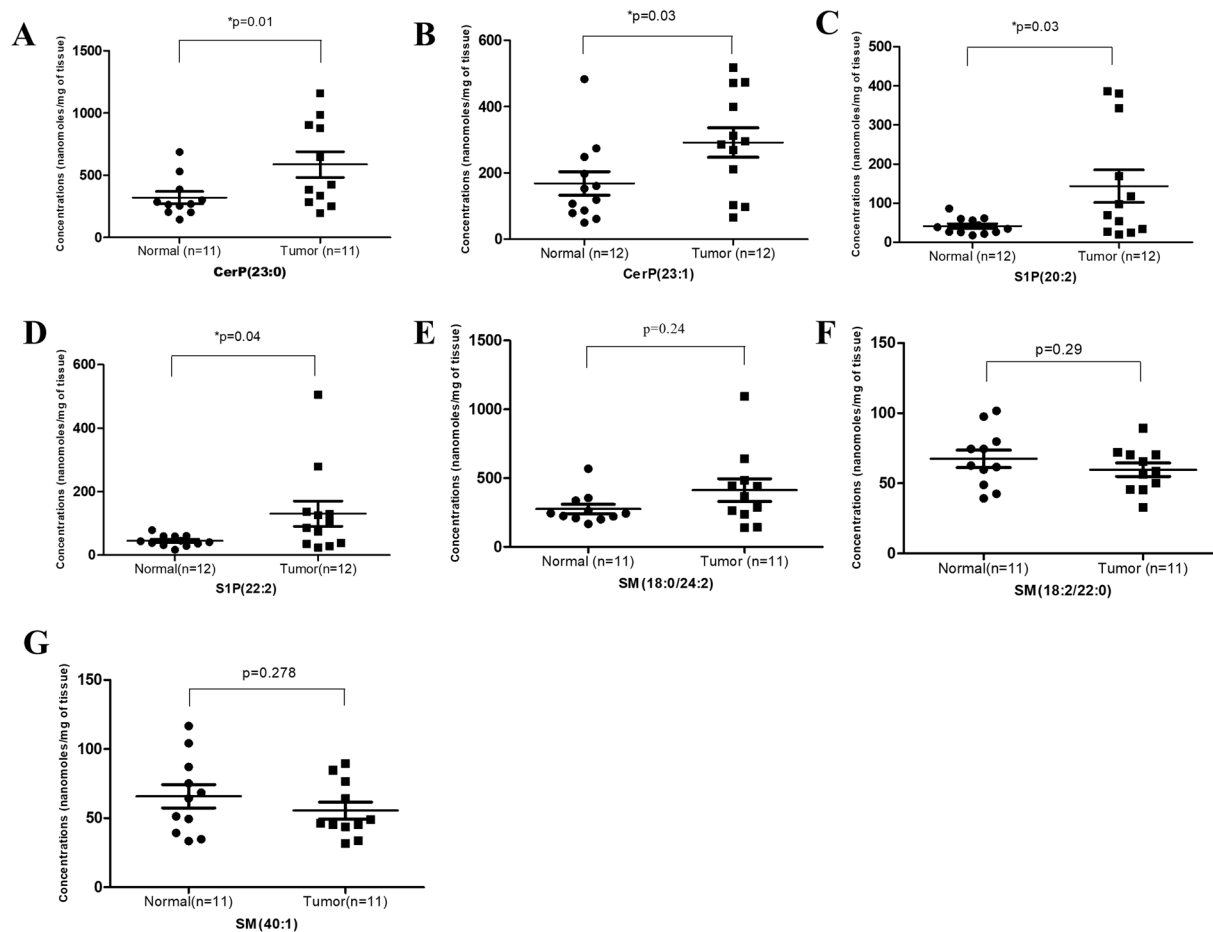 A
*p=0.01
Concentrations (nanomoles/mg of tissue)
1500
1000
500
0
Normal (n=11)
Tumor (n=11)
CerP(23:0)
B
*p=0.03
Concentrations (nanomoles/mg of tissue)
600
400
200
0
Normal (n=12)
Tumor (n=12)
CerP(23:1)
C
*p=0.03
Concentrations (nanomoles/mg of tissue)
500
400
300
200
100
0
Normal (n=12)
Tumor (n=12)
S1P(20:2)
D
*p=0.04
Concentrations (nanomoles/mg of tissue)
600
400
200
0
Normal(n=12)
Tumor(n=12)
S1P(22:2)
E
p=0.24
Concentrations (nanomoles/mg of tissue)
1500
1000
500
0
Normal (n=11)
Tumor (n=11)
SM(18:0/24:2)
F
p=0.29
Concentrations (nanomoles/mg of tissue)
150
100
50
0
Normal(n=11)
Tumor(n=11)
SM(18:2/22:0)
G
p=0.278
Concentrations (nanomoles/mg of tissue)
150
100
50
0
Normal(n=11)
Tumor(n=11)
SM(40:1)